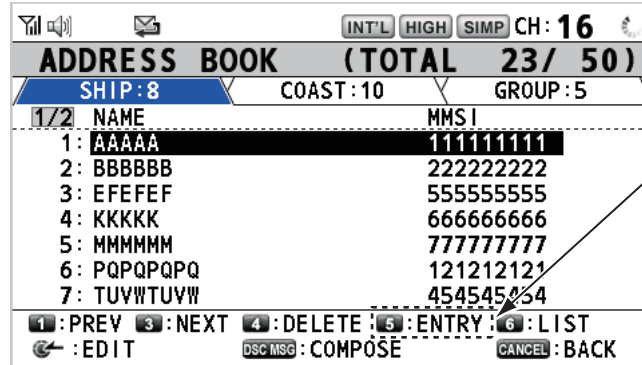 INT'L HIGH SIMP CH: 16
ADDRESS BOOK (TOTAL 23/ 50)
SHIP:8 COAST:10 GROUP:5
1/2 NAME MMSI
1: AAAAA 111111111
2: BBBBBB 222222222
3: EFEFEF 555555555
4: KKKKK 666666666
5: MMMMMM 777777777
6: PQPQPQPQ 121212121
7: TUVWTUVW 454545454
1 :PREV 3 :NEXT 4 :DELETE 5 :ENTRY 6 :LIST
:EDIT DSC MSG :COMPOSE CANCEL :BACK